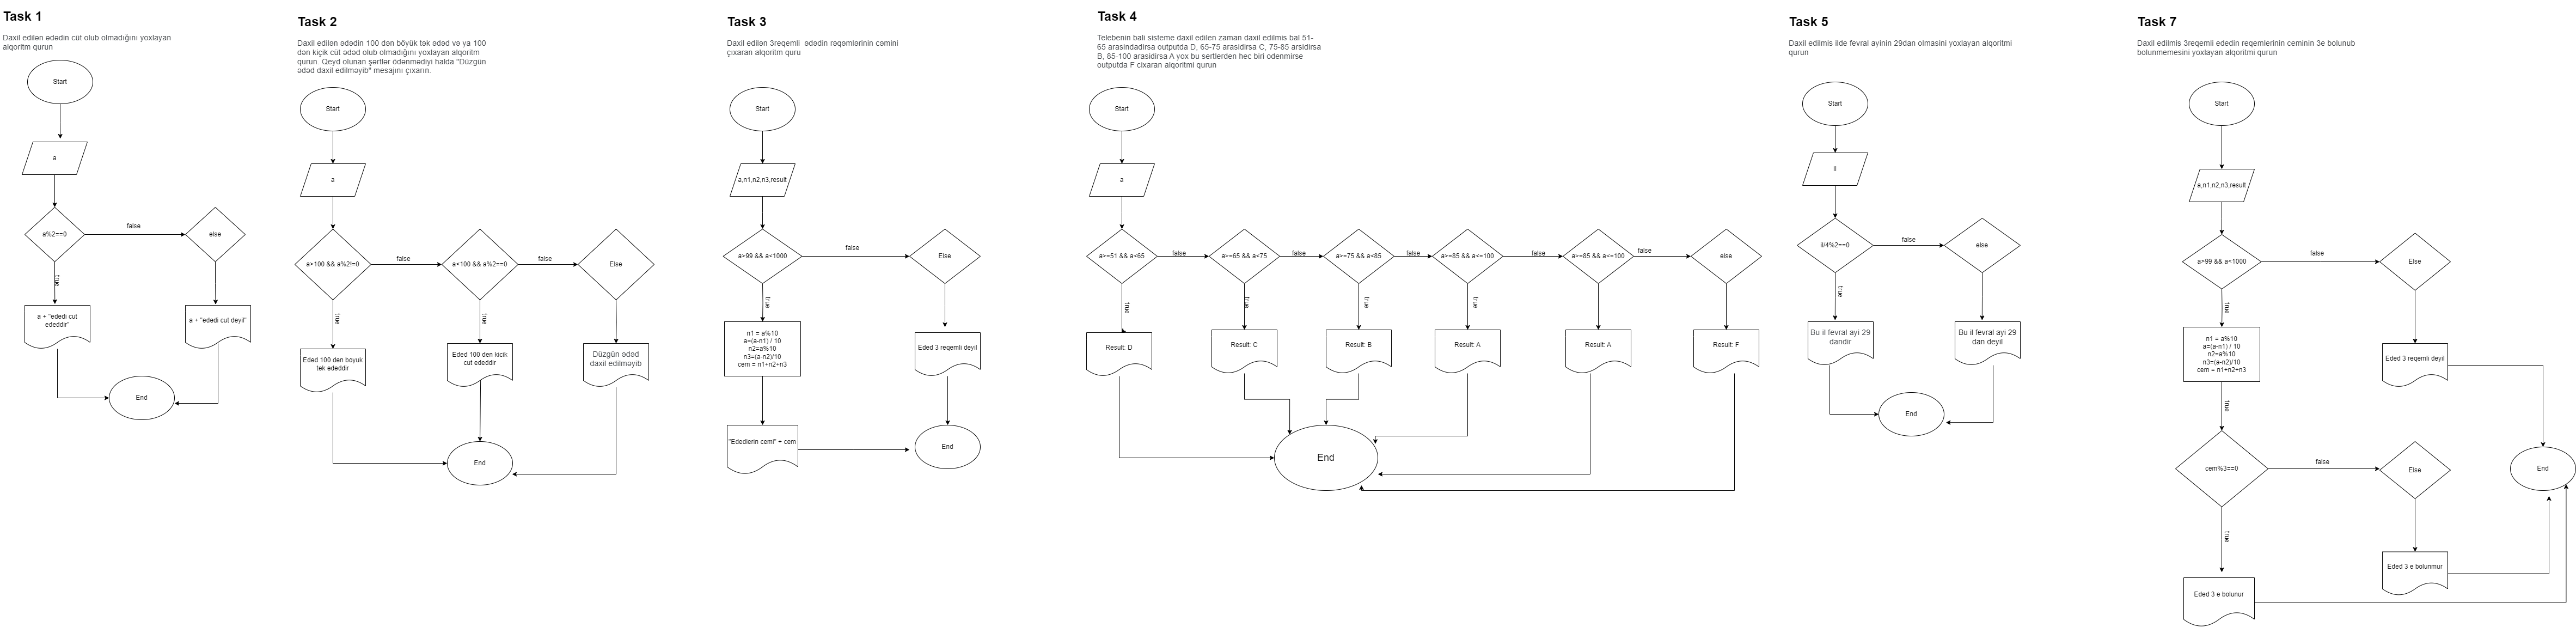 Task 1
Daxil edilən ədədin cüt olub olmadığını yoxlayan
alqoritm qurun
Start
a
a%2==0
false
else
true
a + "ededi cut
ededdir"
a + "ededi cut deyil"
End
Task 2
Daxil edilən ədədin 100 dən böyük tək ədəd və ya 100
dən kiçik cüt ədəd olub olmadığını yoxlayan alqoritm
qurun. Qeyd olunan şərtlər ödənmədiyi halda "Düzgün
ədəd daxil edilməyib" mesajını çıxarın.
Start
a
a>100 && a%2!=0
false
a<100 && a%2==0
false
Else
true
true
Eded 100 den boyuk
tek ededdir
Eded 100 den kicik
cut ededdir
Düzgün ədəd
daxil edilməyib
End
Task 3
Daxil edilən 3reqemli  ədədin rəqəmlərinin cəmini
çıxaran alqoritm quru
Start
a,n1,n2,n3,result
a>99 && a<1000
false
Else
true
n1 = a%10
a=(a-n1) / 10
n2=a%10
n3=(a-n2)/10
cem = n1+n2+n3
Eded 3 reqemli deyil
"Ededlerin cemi" + cem
End
Task 4
Telebenin bali sisteme daxil edilen zaman daxil edilmis bal 51-
65 arasindadirsa outputda D, 65-75 arasidirsa C, 75-85 arsidirsa
B, 85-100 arasidirsa A yox bu sertlerden hec biri odenmirse
outputda F cixaran alqoritmi qurun
Start
a
a>=51 && a<65
false
a>=65 && a<75
false
a>=75 && a<85
false
a>=85 && a<=100
false
a>=85 && a<=100
false
else
true
true
true
true
Result: D
Result: C
Result: B
Result: A
Result: A
Result: F
End
Task 5
Daxil edilmis ilde fevral ayinin 29dan olmasini yoxlayan alqoritmi
qurun
Start
il
il/4%2==0
false
else
true
Bu il fevral ayi 29
dandir
Bu il fevral ayi 29
dan deyil
End
Task 7
Daxil edilmis 3reqemli ededin reqemlerinin ceminin 3e bolunub
bolunmemesini yoxlayan alqoritmi qurun
Start
a,n1,n2,n3,result
a>99 && a<1000
false
Else
true
n1 = a%10
a=(a-n1) / 10
n2=a%10
n3=(a-n2)/10
cem = n1+n2+n3
Eded 3 reqemli deyil
true
cem%3==0
false
Else
End
true
Eded 3 e bolunmur
Eded 3 e bolunur